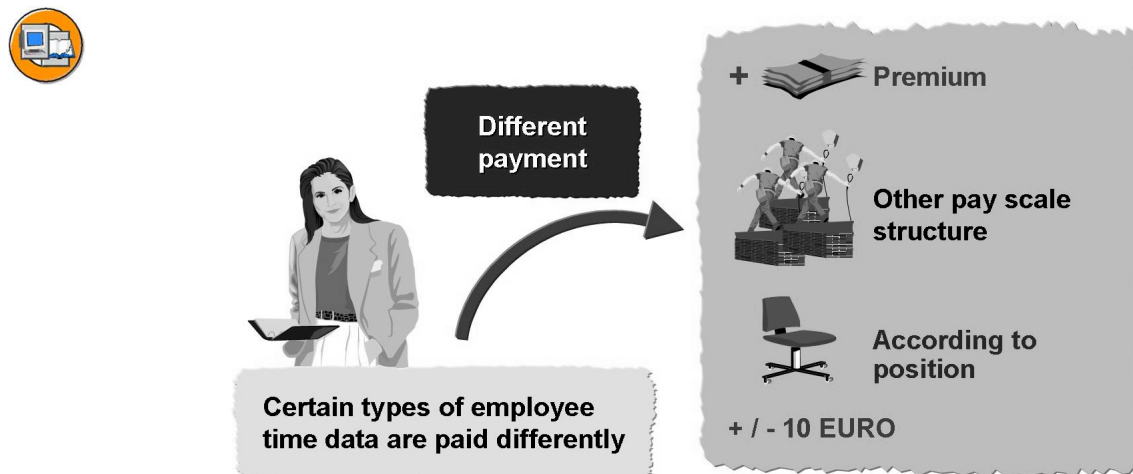 Different
payment
+ Premium
Other pay scale
structure
According to
position
+ / - 10 EURO
Certain types of employee
time data are paid differently